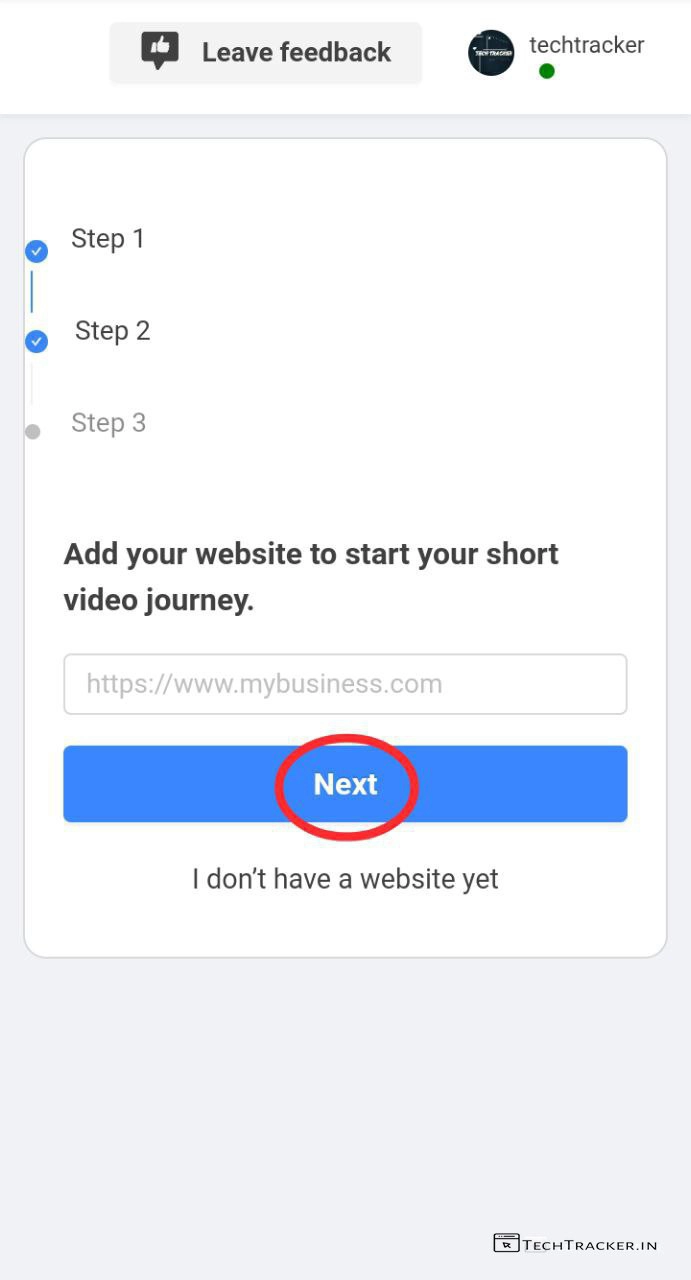 Leave feedback
techtracker
TECH TRACKER
Step 1
Step 2
Step 3
Add your website to start your short
video journey.
https://www.mybusiness.com
Next
I don’t have a website yet
TECHTRACKER.IN